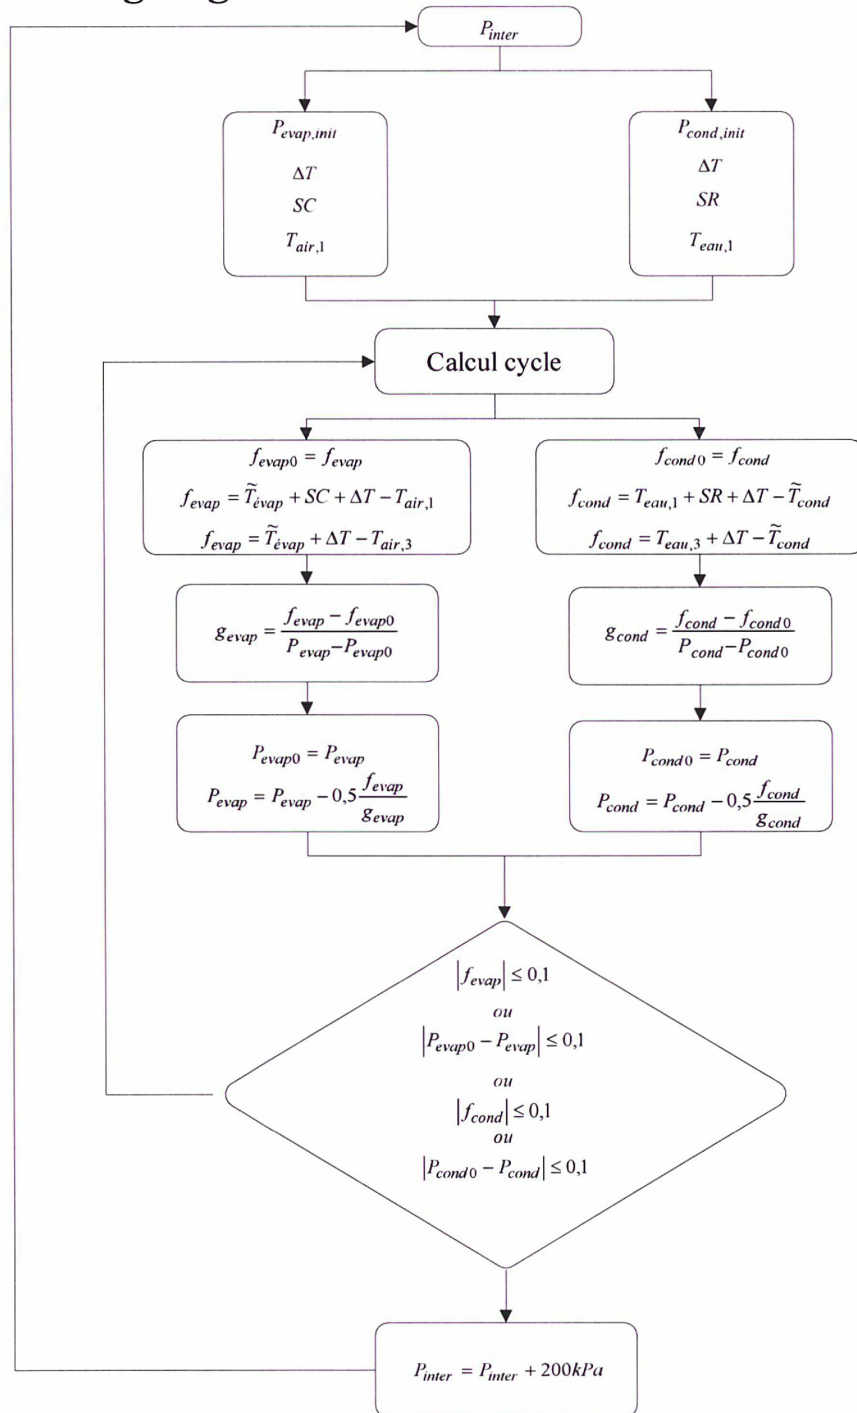 P_inter
P_evap,init
ΔT
SC
T_air,1
P_cond,init
ΔT
SR
T_eau,1
Calcul cycle
f_evap0 = f_evap
f_evap = T̃_évap + SC + ΔT − T_air,1
f_evap = T̃_évap + ΔT − T_air,3
f_cond0 = f_cond
f_cond = T_eau,1 + SR + ΔT − T̃_cond
f_cond = T_eau,3 + ΔT − T̃_cond
g_evap = (f_evap − f_evap0) / (P_evap − P_evap0)
g_cond = (f_cond − f_cond0) / (P_cond − P_cond0)
P_evap0 = P_evap
P_evap = P_evap − 0,5 f_evap / g_evap
P_cond0 = P_cond
P_cond = P_cond − 0,5 f_cond / g_cond
|f_evap| ≤ 0,1
ou
|P_evap0 − P_evap| ≤ 0,1
ou
|f_cond| ≤ 0,1
ou
|P_cond0 − P_cond| ≤ 0,1
P_inter = P_inter + 200kPa